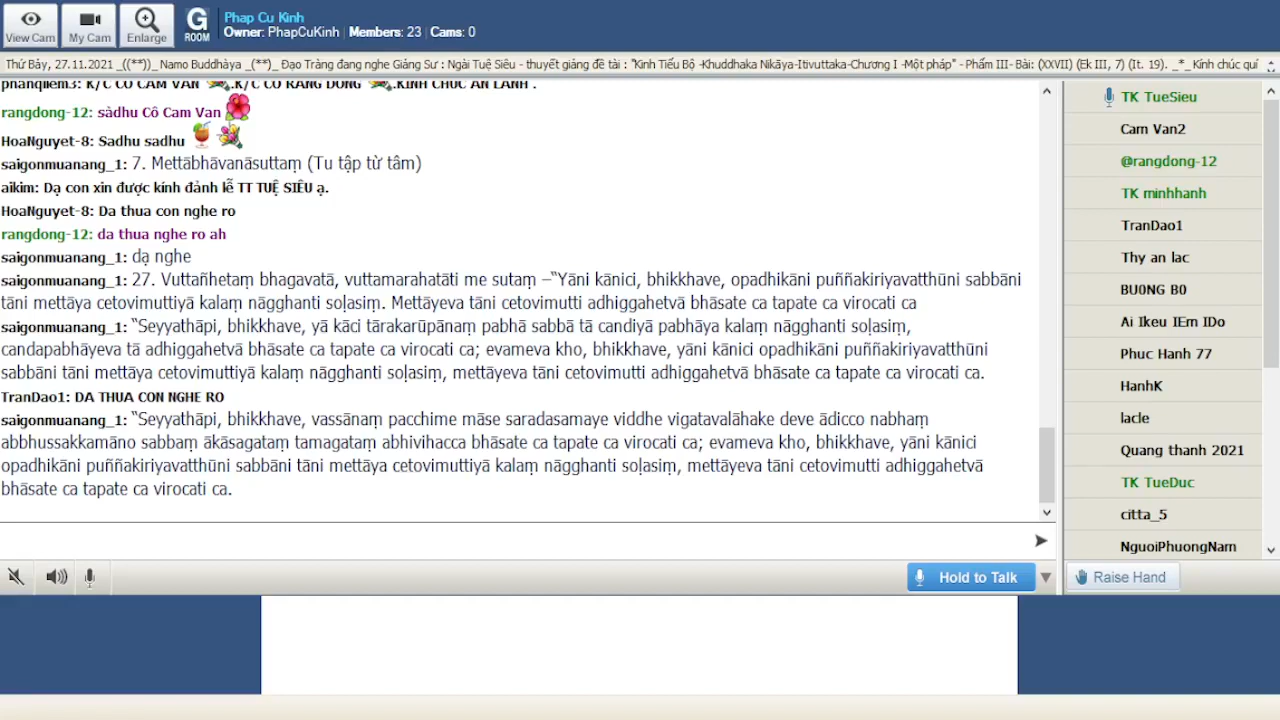 View Cam
My Cam
Enlarge
G
ROOM
Phap Cu Kinh
Owner: PhapCuKinh | Members: 23 | Cams: 0
Thứ Bảy, 27.11.2021 _((**))_ Namo Buddhàya _(**)_ Đạo Tràng đang nghe Giảng Sư : Ngài Tuệ Siêu - thuyết giảng đề tài : "Kinh Tiểu Bộ -Khuddhaka Nikāya-Itivuttaka-Chương I -Một pháp" - Phẩm III- Bài: (XXVII) (Ek III, 7) (It. 19). _*_ Kính chúc quí
phanqliem3: K/C CÔ CAM VAN .K/C CÔ RANG DONG .KINH CHUC AN LANH .
rangdong-12: sàdhu Cô Cam Van
HoaNguyet-8: Sadhu sadhu
saigonmuanang_1: 7. Mettābhāvanāsuttaṃ (Tu tập từ tâm)
aikim: Dạ con xin được kính đảnh lễ TT TUỆ SIÊU ạ.
HoaNguyet-8: Da thua con nghe ro
rangdong-12: da thua nghe ro ah
saigonmuanang_1: dạ nghe
saigonmuanang_1: 27. Vuttañhetaṃ bhagavatā, vuttamarahatāti me sutaṃ –“Yāni kānici, bhikkhave, opadhikāni puññakiriyavatthūni sabbāni
tāni mettāya cetovimuttiyā kalaṃ nāgghanti soḷasiṃ. Mettāyeva tāni cetovimutti adhiggahetvā bhāsate ca tapate ca virocati ca
saigonmuanang_1: “Seyyathāpi, bhikkhave, yā kāci tārakarūpānaṃ pabhā sabbā tā candiyā pabhāya kalaṃ nāgghanti soḷasiṃ,
candapabhāyeva tā adhiggahetvā bhāsate ca tapate ca virocati ca; evameva kho, bhikkhave, yāni kānici opadhikāni puññakiriyavatthūni
sabbāni tāni mettāya cetovimuttiyā kalaṃ nāgghanti soḷasiṃ, mettāyeva tāni cetovimutti adhiggahetvā bhāsate ca tapate ca virocati ca.
TranDao1: DA THUA CON NGHE RO
saigonmuanang_1: “Seyyathāpi, bhikkhave, vassānaṃ pacchime māse saradasamaye viddhe vigatavalāhake deve ādicco nabhaṃ
abbhussakkamāno sabbaṃ ākāsagataṃ tamagataṃ abhivihacca bhāsate ca tapate ca virocati ca; evameva kho, bhikkhave, yāni kānici
opadhikāni puññakiriyavatthūni sabbāni tāni mettāya cetovimuttiyā kalaṃ nāgghanti soḷasiṃ, mettāyeva tāni cetovimutti adhiggahetvā
bhāsate ca tapate ca virocati ca.
Hold to Talk
TK TueSieu
Cam Van2
@rangdong-12
TK minhhanh
TranDao1
Thy an lac
BU0NG B0
Ai Ikeu IEm IDo
Phuc Hanh 77
HanhK
lacle
Quang thanh 2021
TK TueDuc
citta_5
NguoiPhuongNam
Raise Hand